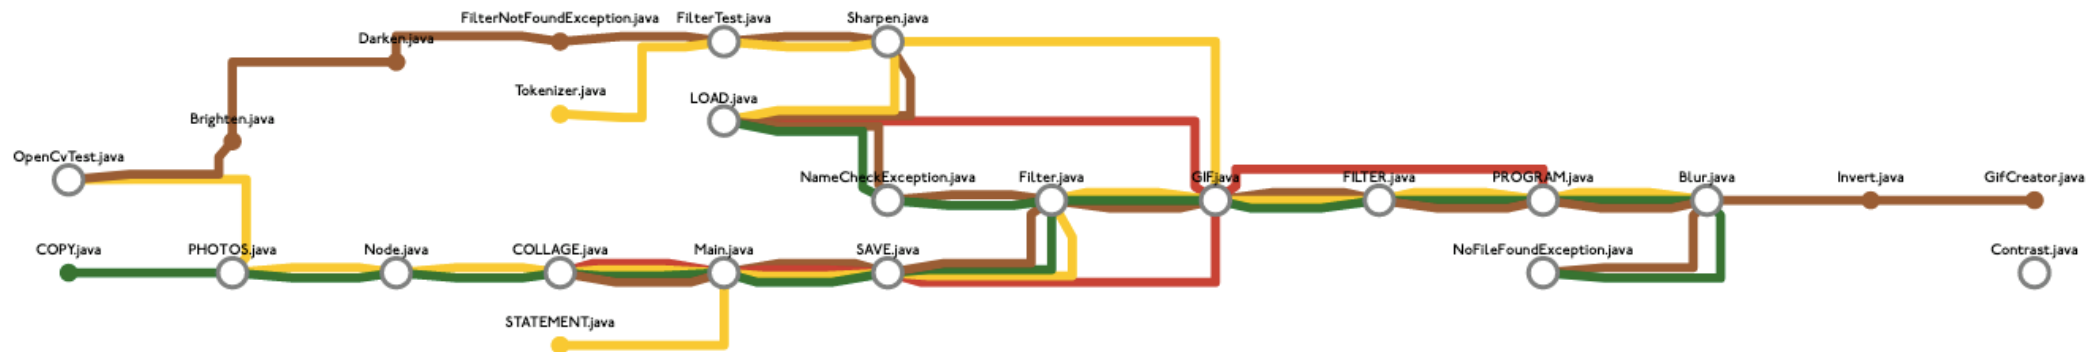 FilterNotFoundException.java
FilterTest.java
Sharpen.java
Darken.java
Tokenizer.java
LOAD.java
Brighten.java
OpenCvTest.java
NameCheckException.java
Filter.java
GIF.java
FILTER.java
PROGRAM.java
Blur.java
Invert.java
GifCreator.java
COPY.java
PHOTOS.java
Node.java
COLLAGE.java
Main.java
SAVE.java
NoFileFoundException.java
Contrast.java
STATEMENT.java